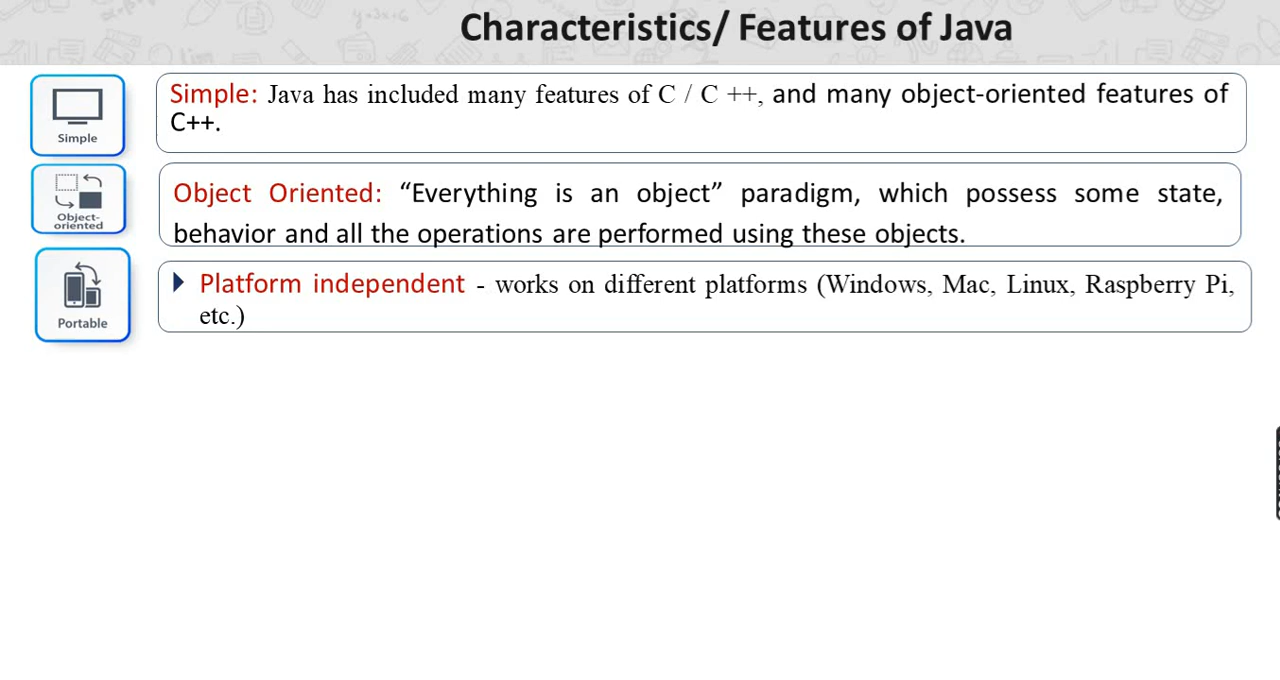 Characteristics/ Features of Java
Simple
Simple: Java has included many features of C / C ++, and many object-oriented features of
C++.
Object-
oriented
Object Oriented: “Everything is an object” paradigm, which possess some state,
behavior and all the operations are performed using these objects.
Portable
Platform independent - works on different platforms (Windows, Mac, Linux, Raspberry Pi,
etc.)